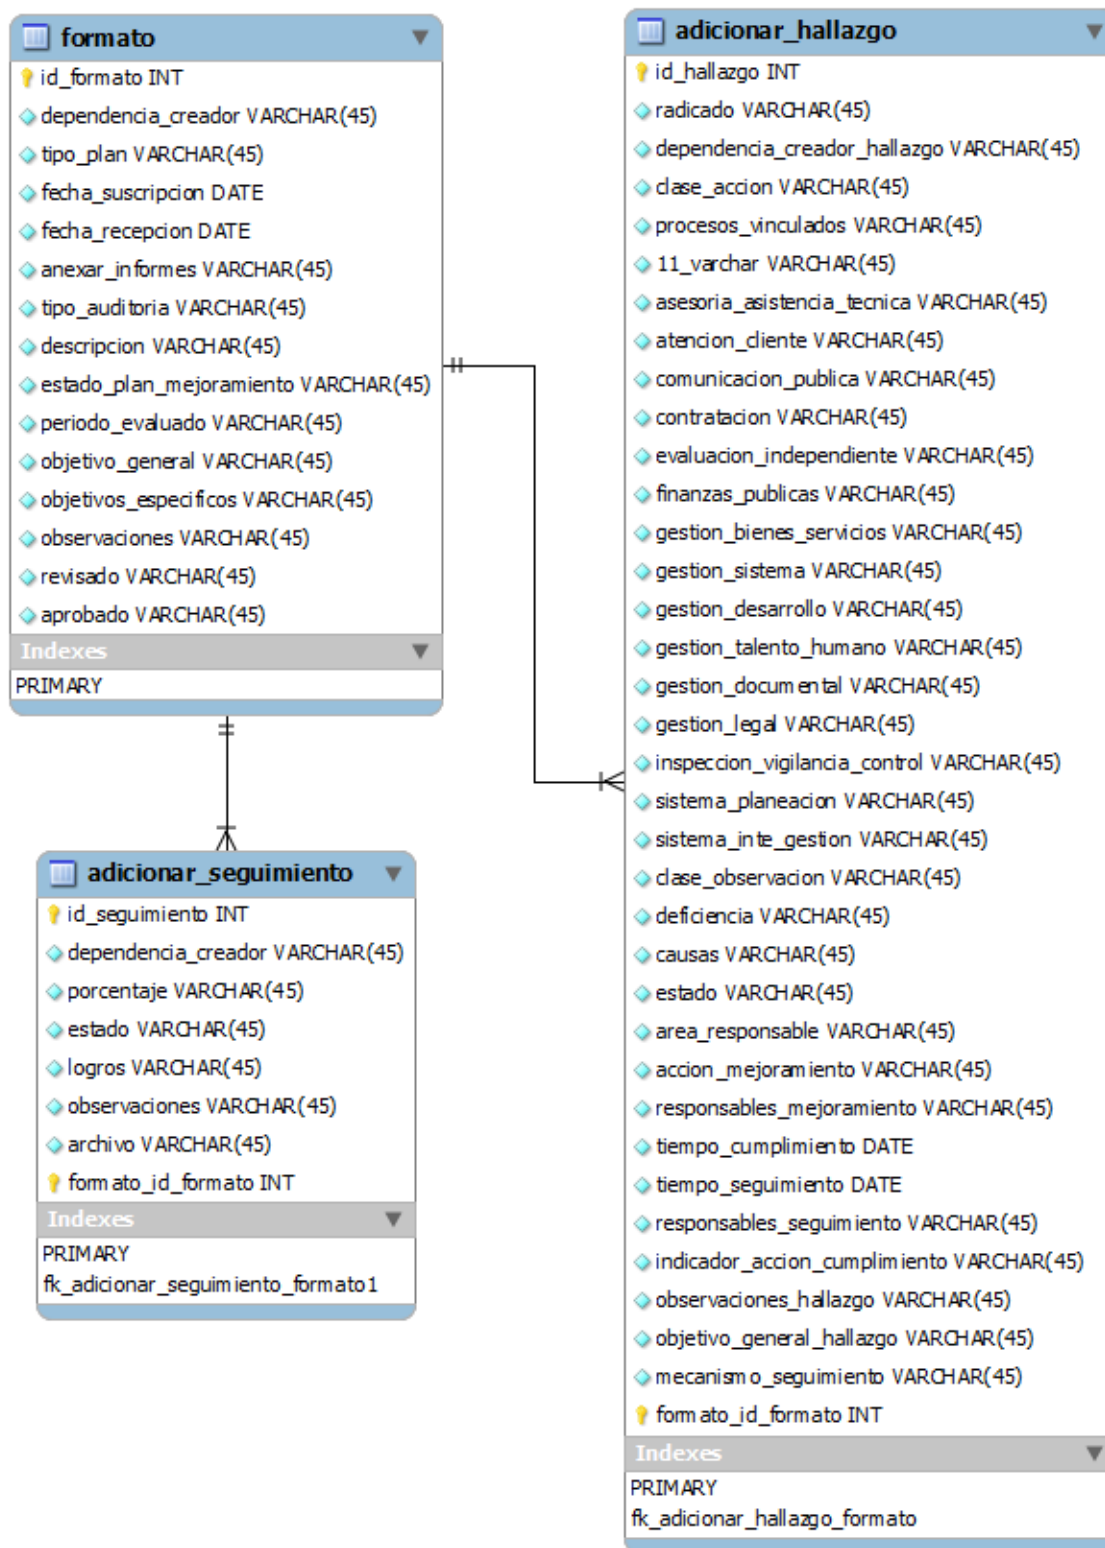 formato
id_formato INT
dependencia_creador VARCHAR(45)
tipo_plan VARCHAR(45)
fecha_suscripcion DATE
fecha_recepcion DATE
anexar_informes VARCHAR(45)
tipo_auditoria VARCHAR(45)
descripcion VARCHAR(45)
estado_plan_mejoramiento VARCHAR(45)
periodo_evaluado VARCHAR(45)
objetivo_general VARCHAR(45)
objetivos_especificos VARCHAR(45)
observaciones VARCHAR(45)
revisado VARCHAR(45)
aprobado VARCHAR(45)
Indexes
PRIMARY
adicionar_seguimiento
id_seguimiento INT
dependencia_creador VARCHAR(45)
porcentaje VARCHAR(45)
estado VARCHAR(45)
logros VARCHAR(45)
observaciones VARCHAR(45)
archivo VARCHAR(45)
formato_id_formato INT
Indexes
PRIMARY
fk_adicionar_seguimiento_formato1
adicionar_hallazgo
id_hallazgo INT
radicado VARCHAR(45)
dependencia_creador_hallazgo VARCHAR(45)
clase_accion VARCHAR(45)
procesos_vinculados VARCHAR(45)
11_varchar VARCHAR(45)
asesoria_asistencia_tecnica VARCHAR(45)
atencion_cliente VARCHAR(45)
comunicacion_publica VARCHAR(45)
contratacion VARCHAR(45)
evaluacion_independiente VARCHAR(45)
finanzas_publicas VARCHAR(45)
gestion_bienes_servicios VARCHAR(45)
gestion_sistema VARCHAR(45)
gestion_desarrollo VARCHAR(45)
gestion_talento_humano VARCHAR(45)
gestion_documental VARCHAR(45)
gestion_legal VARCHAR(45)
inspeccion_vigilancia_control VARCHAR(45)
sistema_planeacion VARCHAR(45)
sistema_inte_gestion VARCHAR(45)
clase_observacion VARCHAR(45)
deficiencia VARCHAR(45)
causas VARCHAR(45)
estado VARCHAR(45)
area_responsable VARCHAR(45)
accion_mejoramiento VARCHAR(45)
responsables_mejoramiento VARCHAR(45)
tiempo_cumplimiento DATE
tiempo_seguimiento DATE
responsables_seguimiento VARCHAR(45)
indicador_accion_cumplimiento VARCHAR(45)
observaciones_hallazgo VARCHAR(45)
objetivo_general_hallazgo VARCHAR(45)
mecanismo_seguimiento VARCHAR(45)
formato_id_formato INT
Indexes
PRIMARY
fk_adicionar_hallazgo_formato